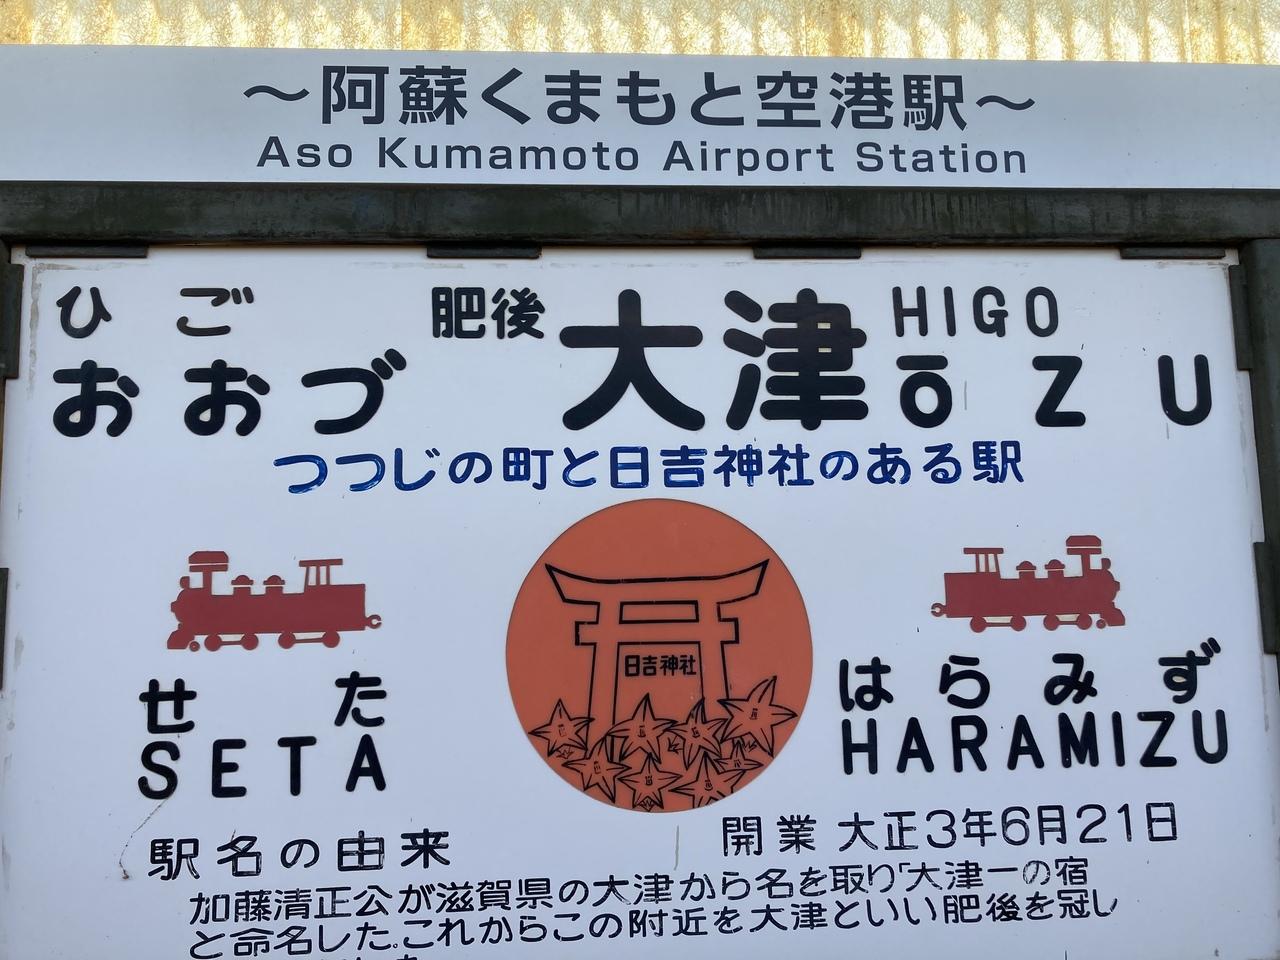 ～阿蘇くまもと空港駅～
Aso Kumamoto Airport Station
ひご 肥後 大津 HIGO
おおづ ōZU
つつじの町と日吉神社のある駅
日吉神社
せた はらみず
SETA HARAMIZU
駅名の由来 開業 大正3年6月21日
加藤清正公が滋賀県の大津から名を取り「大津一の宿
と命名した.これからこの附近を大津といい肥後を冠し